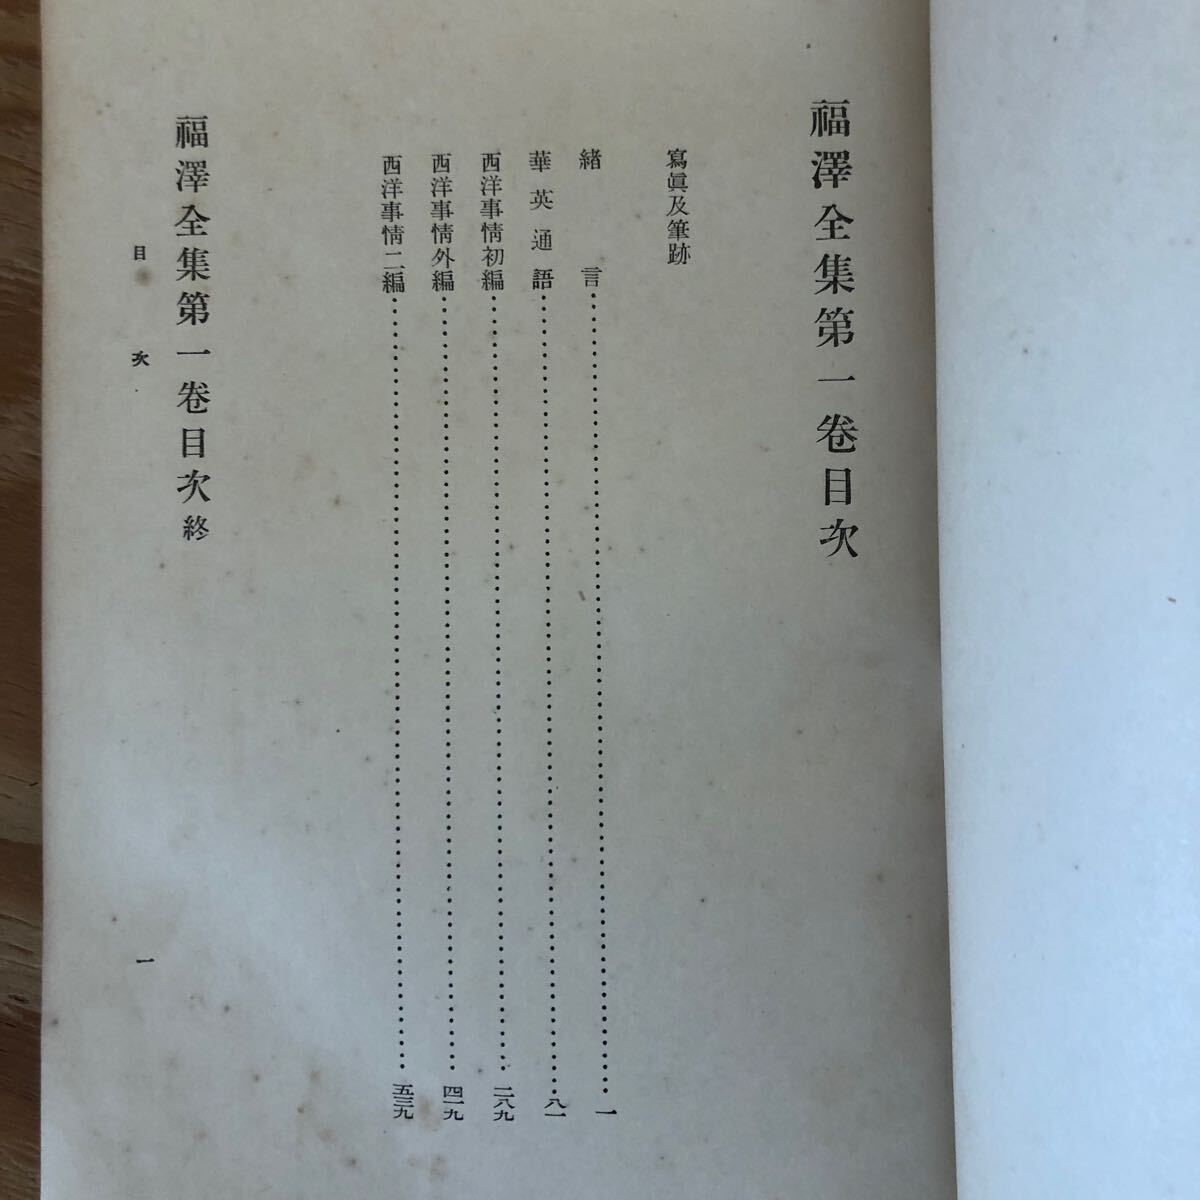 福澤全集第一卷目次
寫眞及筆跡
緖言……一
華英通語……八一
西洋事情初編……二八九
西洋事情外編……四一九
西洋事情二編……五三九
福澤全集第一卷目次終
目次
一